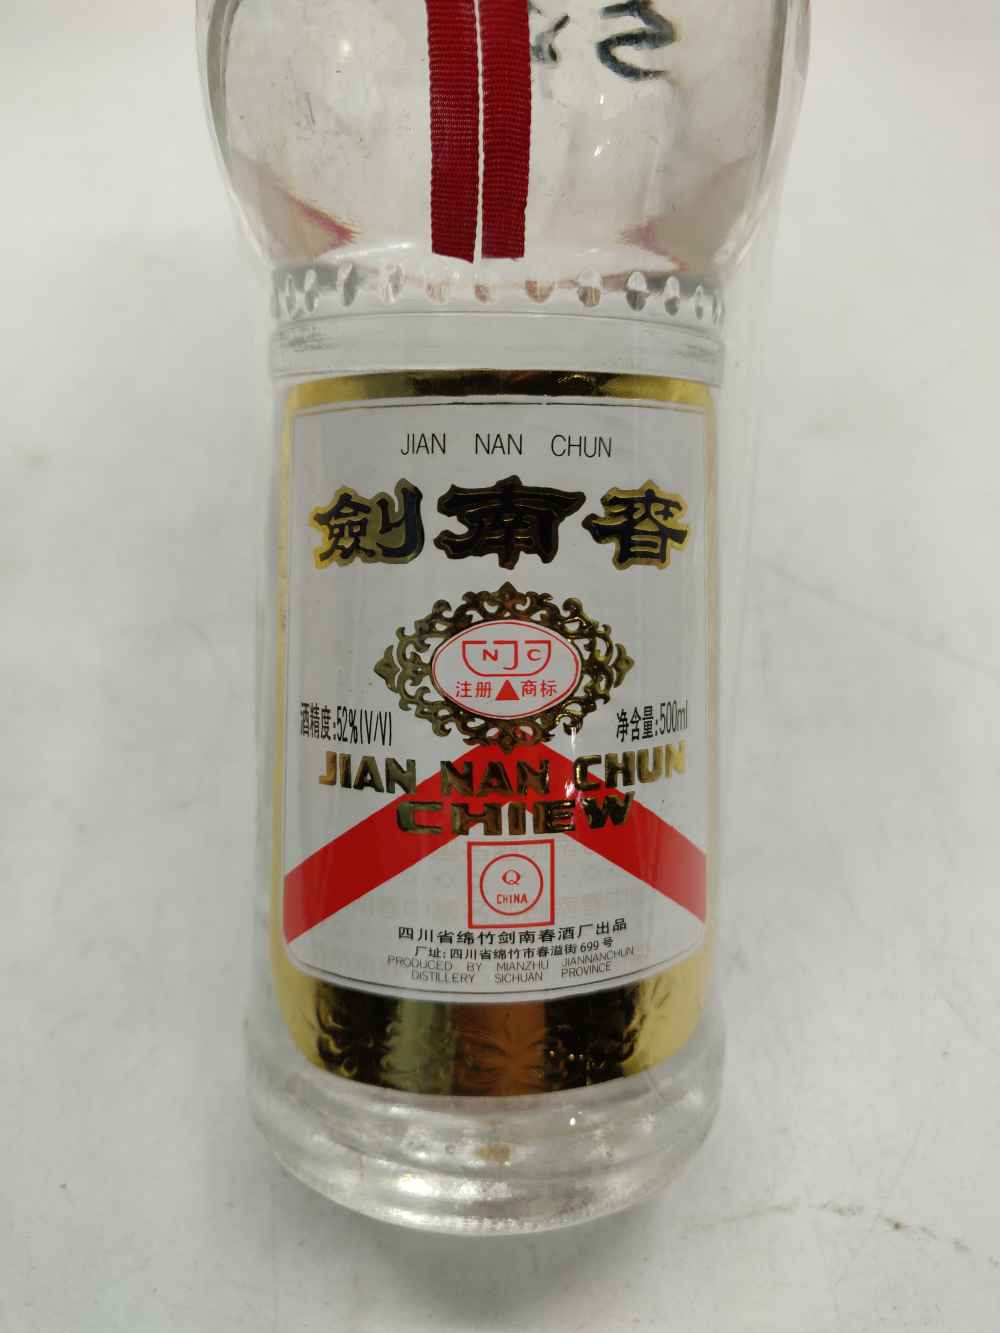 JIAN NAN CHUN
劍南春
NJC
注册 商标
酒精度:52%(V/V)
净含量:500ml
JIAN NAN CHUN
CHIEW
Q
CHINA
四川省绵竹剑南春酒厂出品
厂址:四川省绵竹市春溢街699号
PRODUCED BY MIANZHU JIANNANCHUN
DISTILLERY SICHUAN PROVINCE